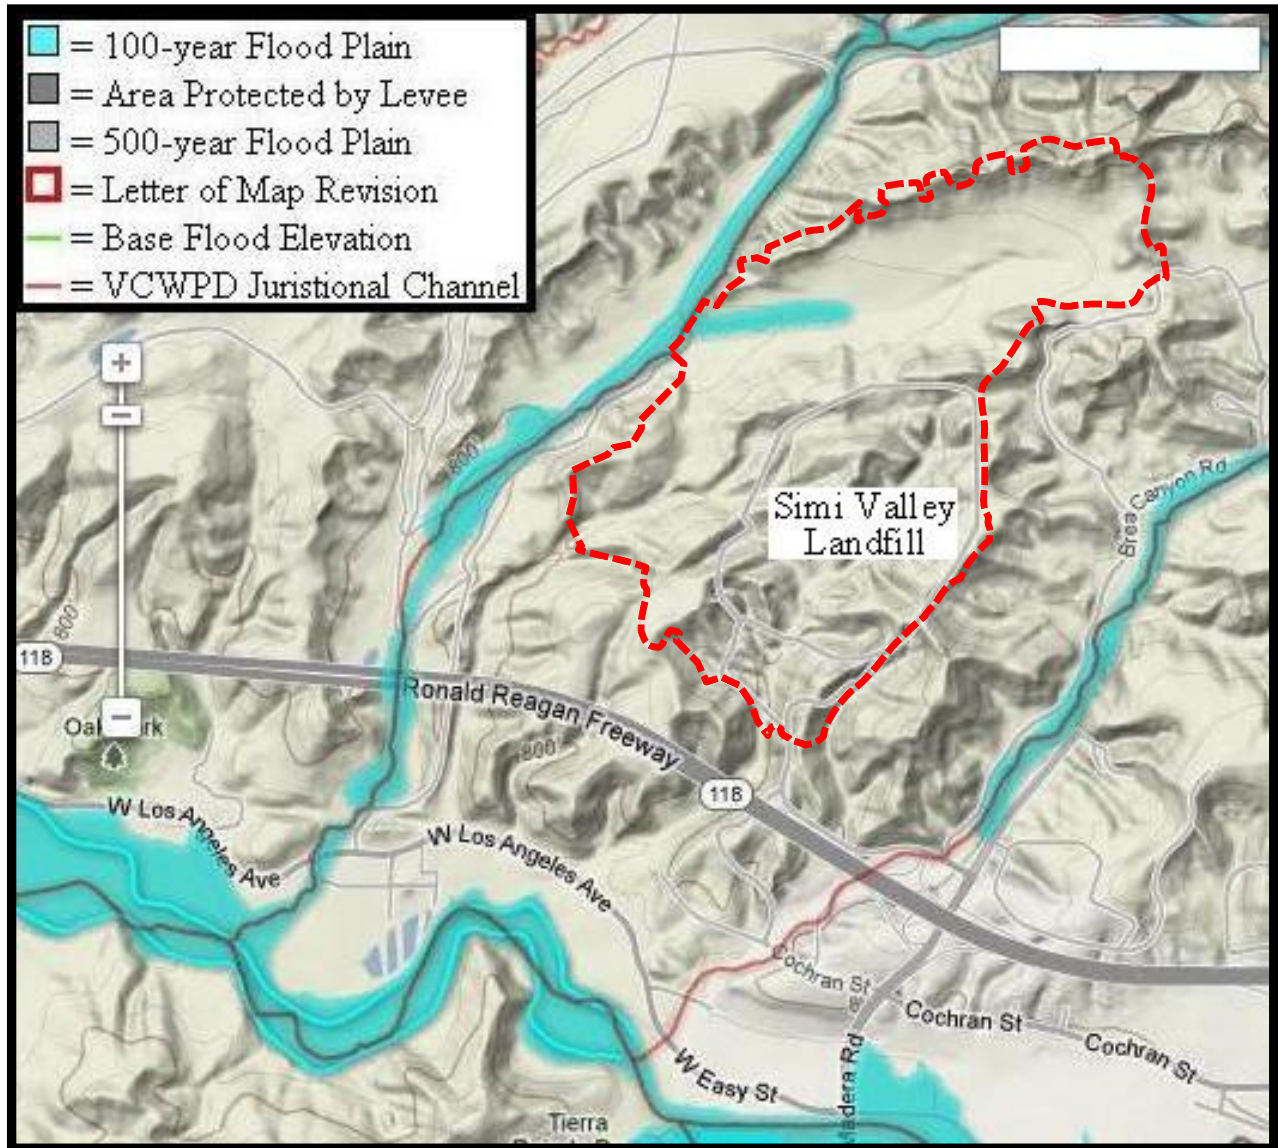 = 100-year Flood Plain
= Area Protected by Levee
= 500-year Flood Plain
= Letter of Map Revision
= Base Flood Elevation
= VCWPD Juristional Channel
+
−
800
Simi Valley
Landfill
Brea Canyon Rd
800
118
−
Ronald Reagan Freeway
800
118
W Los Angeles Ave
W Los Angeles Ave
Cochran St
Cochran St
Cochran St
W Easy St
Madera Rd
Tierra